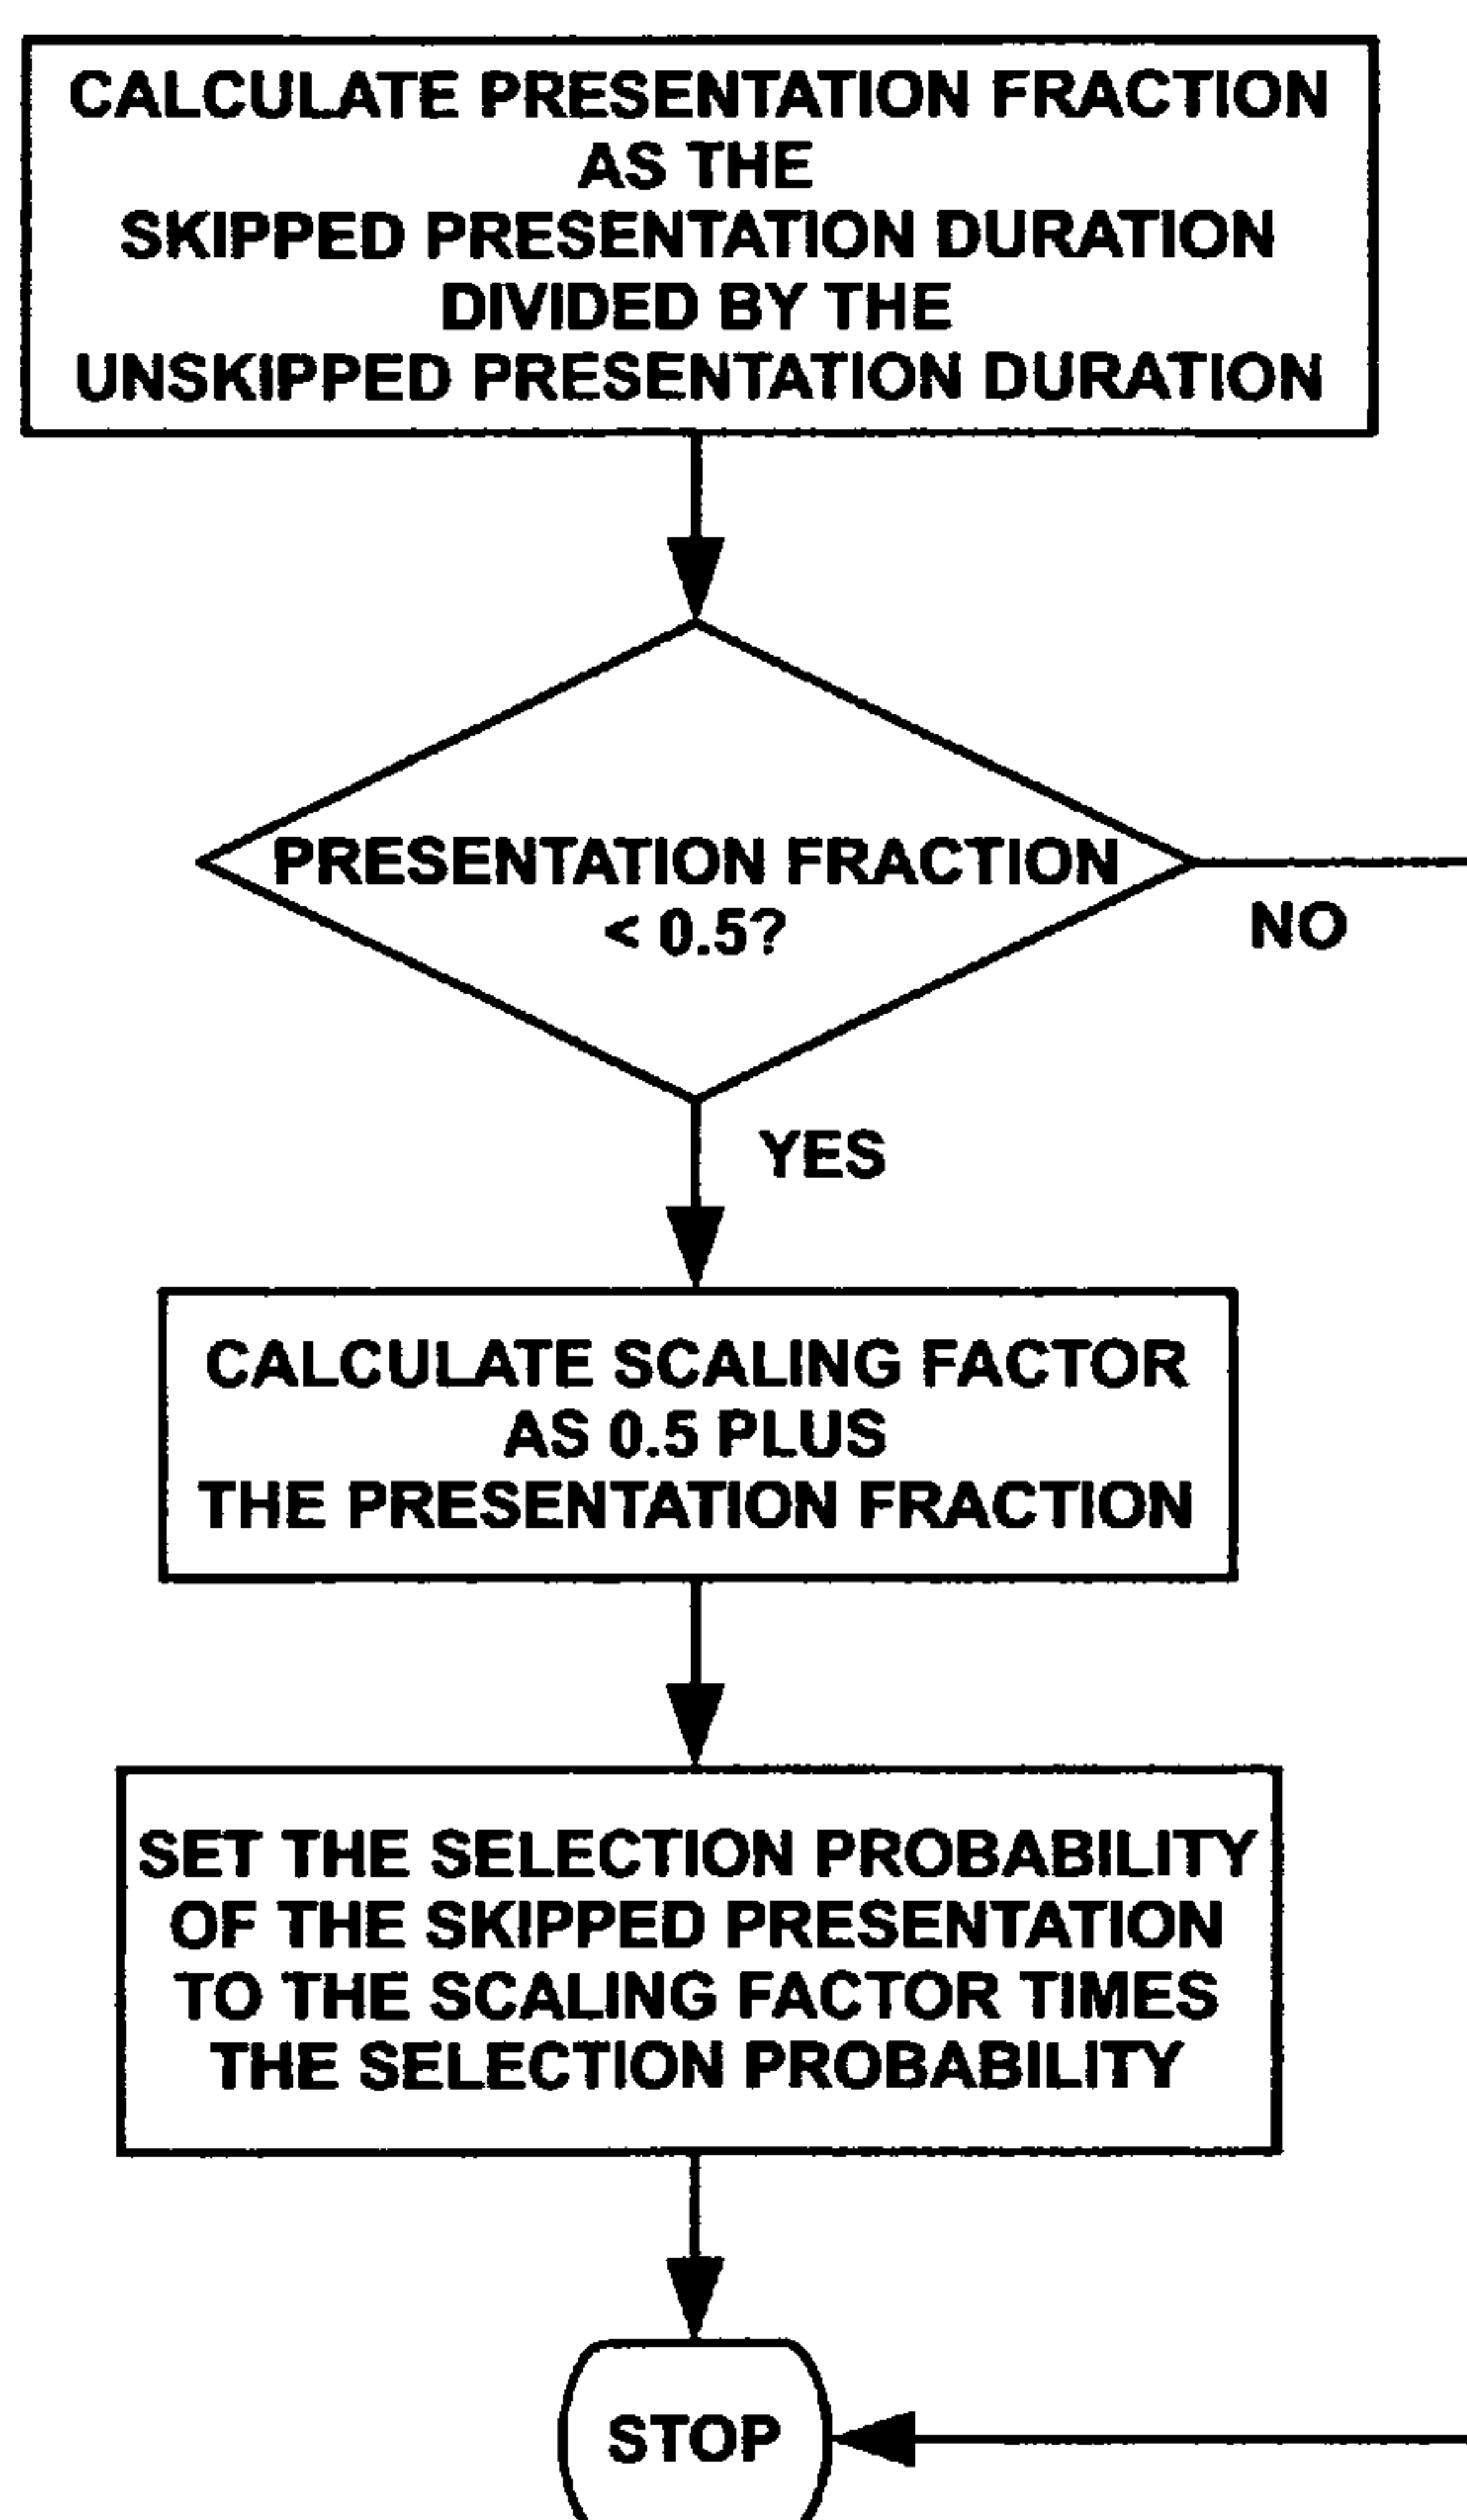 CALCULATE PRESENTATION FRACTION
AS THE
SKIPPED PRESENTATION DURATION
DIVIDED BY THE
UNSKIPPED PRESENTATION DURATION
PRESENTATION FRACTION
< 0.5?
NO
YES
CALCULATE SCALING FACTOR
AS 0.5 PLUS
THE PRESENTATION FRACTION
SET THE SELECTION PROBABILITY
OF THE SKIPPED PRESENTATION
TO THE SCALING FACTOR TIMES
THE SELECTION PROBABILITY
STOP